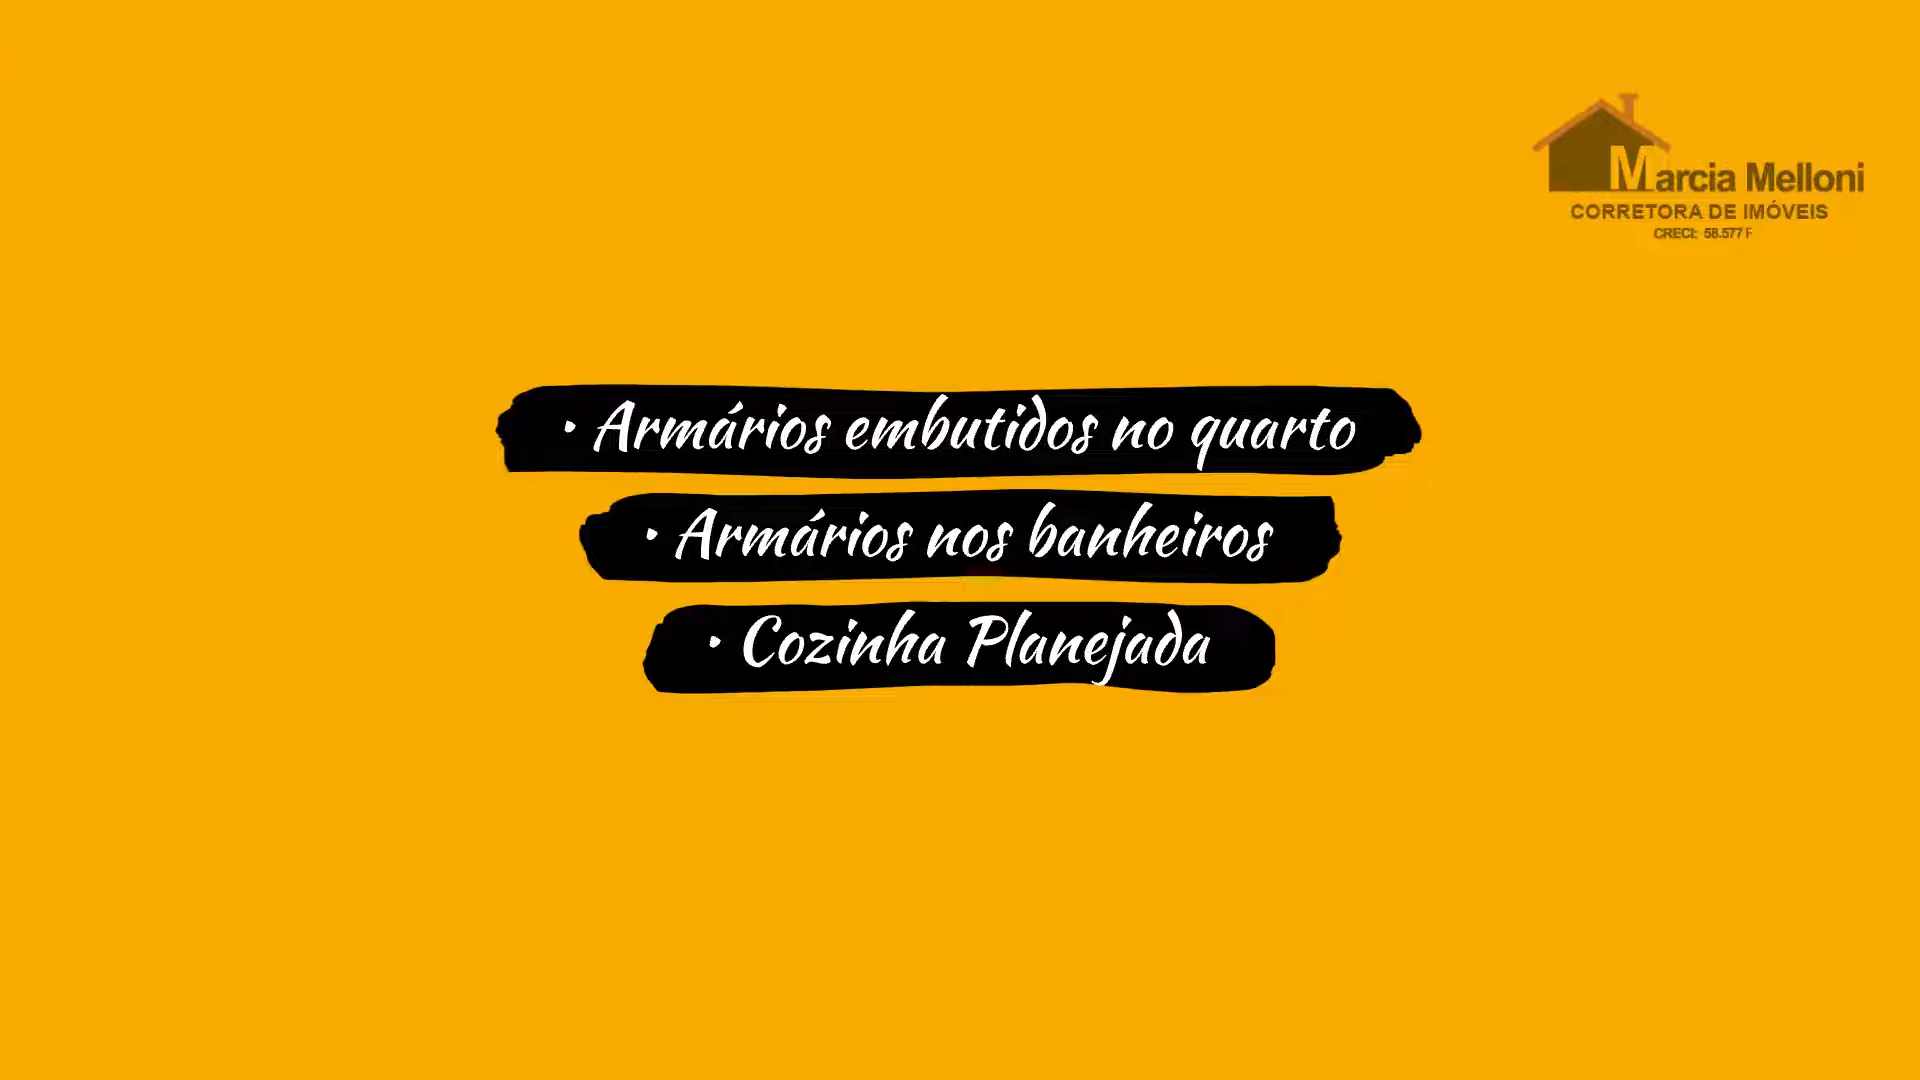 Marcia Melloni
CORRETORA DE IMÓVEIS
CRECI: 58.577 F
• Armários embutidos no quarto
• Armários nos banheiros
• Cozinha Planejada